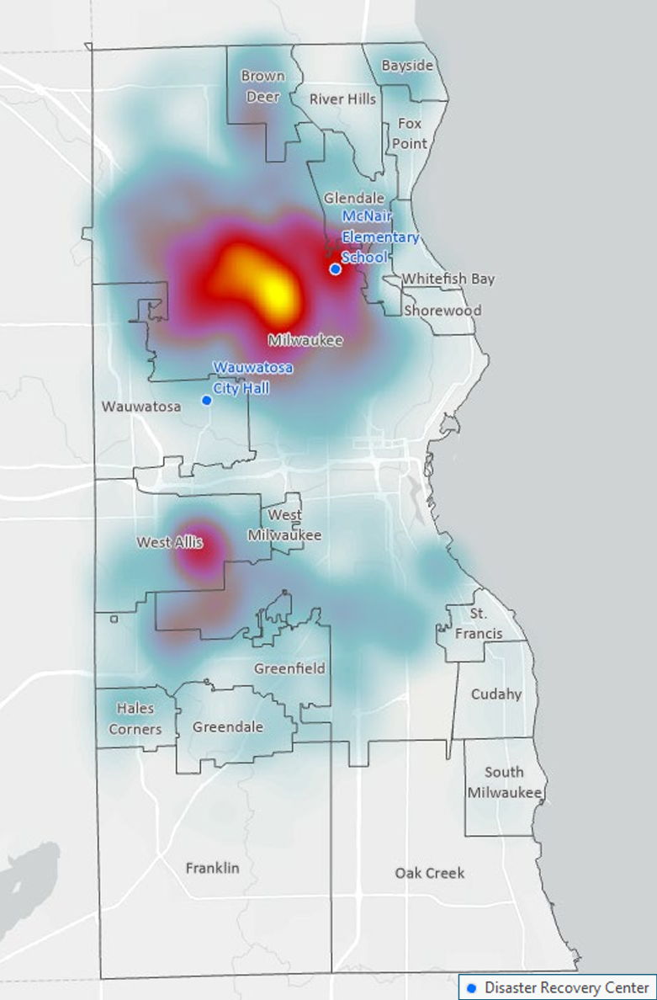 Bayside
Brown
Deer
River Hills
Fox
Point
Glendale
McNair
Elementary
School
Whitefish Bay
Shorewood
Milwaukee
Wauwatosa
City Hall
Wauwatosa
West
Milwaukee
West Allis
St.
Francis
Greenfield
Cudahy
Hales
Corners
Greendale
South
Milwaukee
Franklin
Oak Creek
Disaster Recovery Center